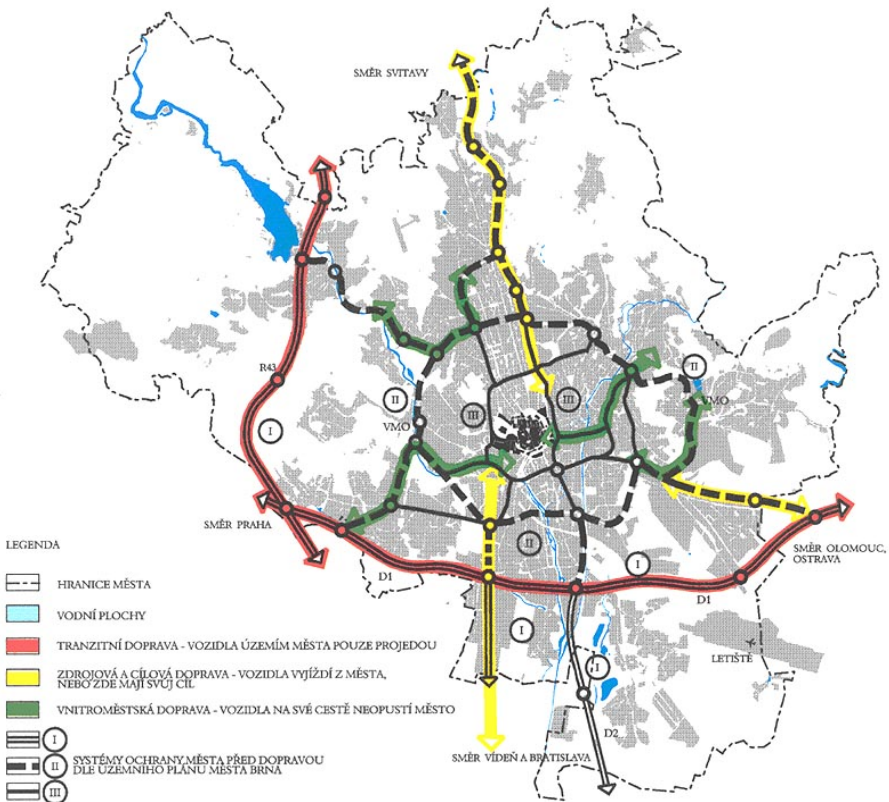 SMĚR SVITAVY
R43
II
VMO
III
III
II
VMO
I
SMĚR PRAHA
II
I
SMĚR OLOMOUC,
OSTRAVA
D1
D1
I
LETIŠTĚ
I
D2
SMĚR VÍDEŇ A BRATISLAVA
LEGENDA
HRANICE MĚSTA
VODNÍ PLOCHY
TRANZITNÍ DOPRAVA - VOZIDLA ÚZEMÍM MĚSTA POUZE PROJEDOU
ZDROJOVÁ A CÍLOVÁ DOPRAVA - VOZIDLA VYJÍŽDÍ Z MĚSTA,
NEBO ZDE MAJÍ SVŮJ CÍL
VNITROMĚSTSKÁ DOPRAVA - VOZIDLA NA SVÉ CESTĚ NEOPUSTÍ MĚSTO
I
II SYSTÉMY OCHRANY MĚSTA PŘED DOPRAVOU
DLE ÚZEMNÍHO PLÁNU MĚSTA BRNA
III